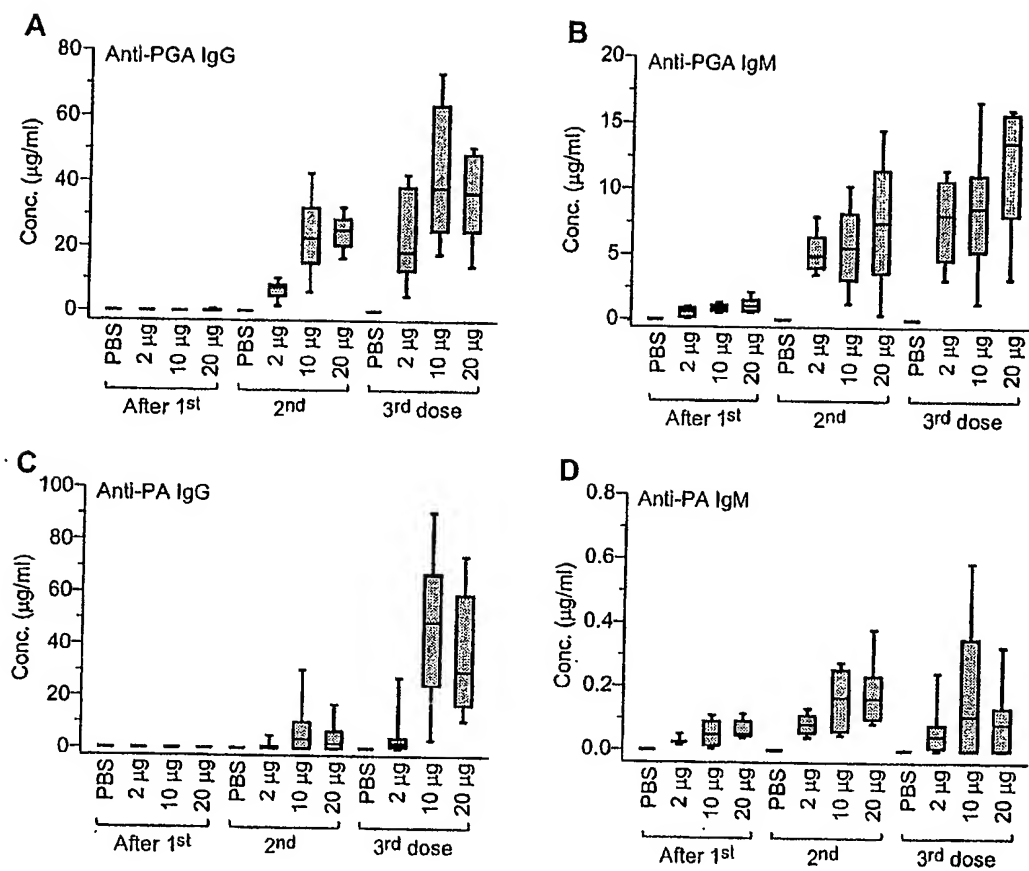 A
Anti-PGA IgG
80
60
40
20
0
Conc. (µg/ml)
PBS 2 µg 10 µg 20 µg PBS 2 µg 10 µg 20 µg PBS 2 µg 10 µg 20 µg
After 1st 2nd 3rd dose
B
Anti-PGA IgM
20
15
10
5
0
Conc. (µg/ml)
PBS 2 µg 10 µg 20 µg PBS 2 µg 10 µg 20 µg PBS 2 µg 10 µg 20 µg
After 1st 2nd 3rd dose
C
Anti-PA IgG
100
80
60
40
20
0
Conc. (µg/ml)
PBS 2 µg 10 µg 20 µg PBS 2 µg 10 µg 20 µg PBS 2 µg 10 µg 20 µg
After 1st 2nd 3rd dose
D
Anti-PA IgM
0.8
0.6
0.4
0.2
0.0
Conc. (µg/ml)
PBS 2 µg 10 µg 20 µg PBS 2 µg 10 µg 20 µg PBS 2 µg 10 µg 20 µg
After 1st 2nd 3rd dose